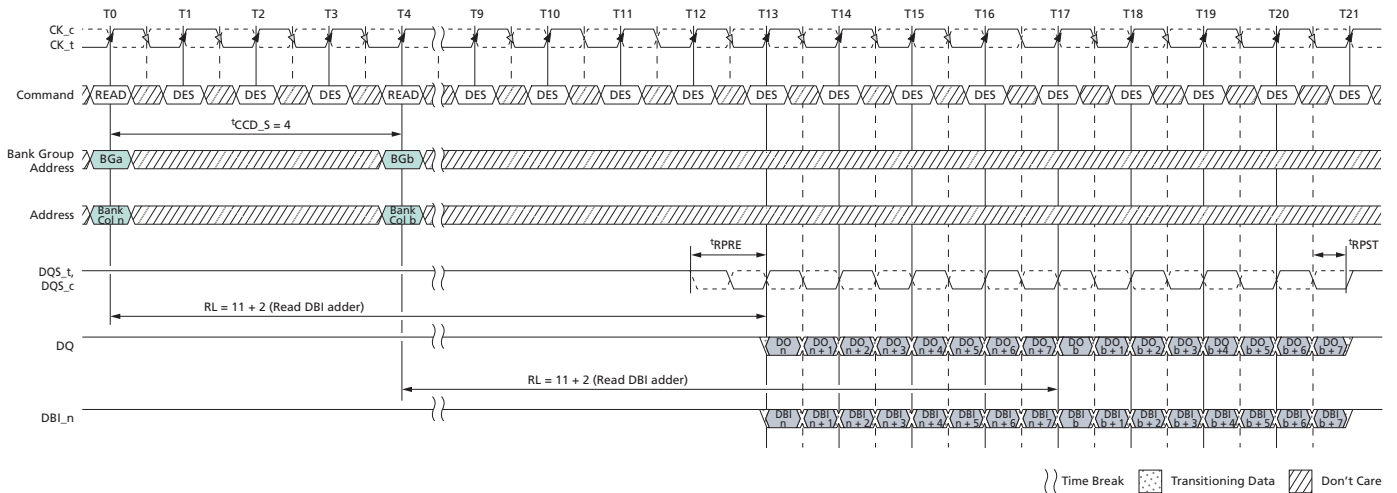 T0 T1 T2 T3 T4 T9 T10 T11 T12 T13 T14 T15 T16 T17 T18 T19 T20 T21
CK_c
CK_t
Command READ DES DES DES READ DES DES DES DES DES DES DES DES DES DES DES DES DES
tCCD_S = 4
Bank Group
Address BGa BGb
Address Bank
Col n Bank
Col b
tRPRE tRPST
DQS_t,
DQS_c
RL = 11 + 2 (Read DBI adder)
DQ DO
n DO
n + 1 DO
n + 2 DO
n + 3 DO
n + 4 DO
n + 5 DO
n + 6 DO
n + 7 DO
b DO
b + 1 DO
b + 2 DO
b + 3 DO
b +4 DO
b + 5 DO
b + 6 DO
b + 7
RL = 11 + 2 (Read DBI adder)
DBI_n DBI
n DBI
n + 1 DBI
n + 2 DBI
n + 3 DBI
n + 4 DBI
n + 5 DBI
n + 6 DBI
n + 7 DBI
b DBI
b + 1 DBI
b + 2 DBI
b + 3 DBI
b + 4 DBI
b + 5 DBI
b + 6 DBI
b + 7
Time Break Transitioning Data Don't Care